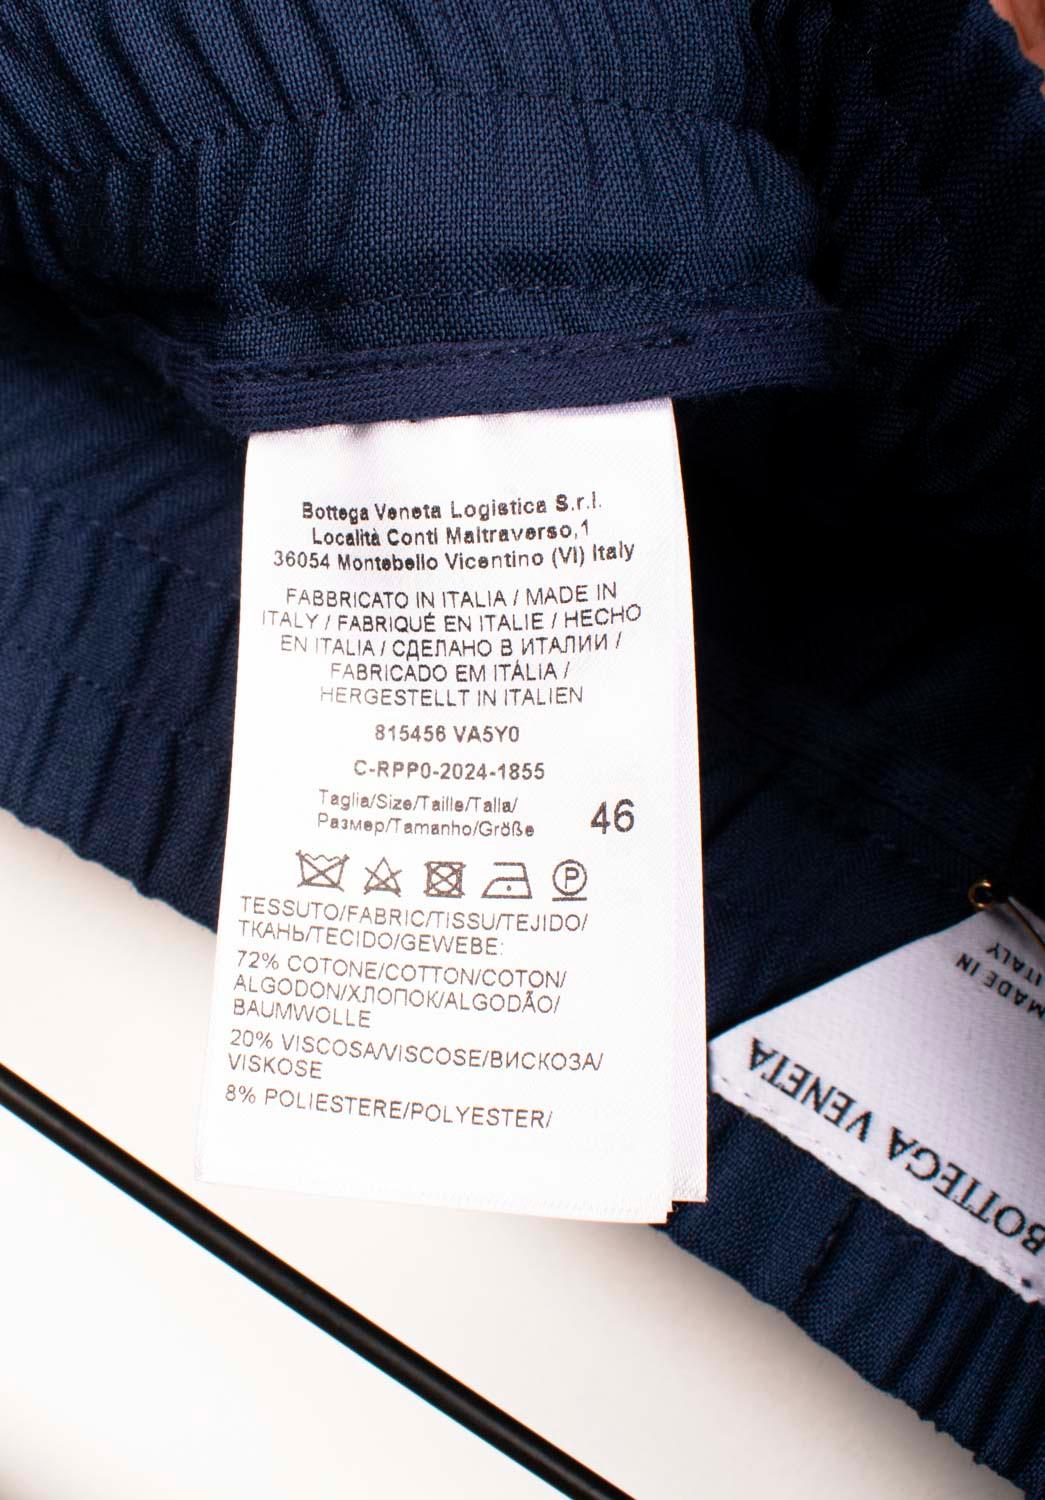 Bottega Veneta Logistica S.r.l.
Località Conti Maltraverso,1
36054 Montebello Vicentino (VI) Italy
FABBRICATO IN ITALIA / MADE IN
ITALY / FABRIQUÉ EN ITALIE / HECHO
EN ITALIA / СДЕЛАНО В ИТАЛИИ /
FABRICADO EM ITÁLIA /
HERGESTELLT IN ITALIEN
815456 VA5Y0
C-RPP0-2024-1855
Taglia/Size/Taille/Talla/
Размер/Tamanho/Größe
46
P
TESSUTO/FABRIC/TISSU/TEJIDO/
ТКАНЬ/TECIDO/GEWEBE:
72% COTONE/COTTON/COTON/
ALGODON/ХЛОПОК/ALGODÃO/
BAUMWOLLE
20% VISCOSA/VISCOSE/ВИСКОЗА/
VISKOSE
8% POLIESTERE/POLYESTER/
BOTTEGA VENETA
MADE IN
ITALY